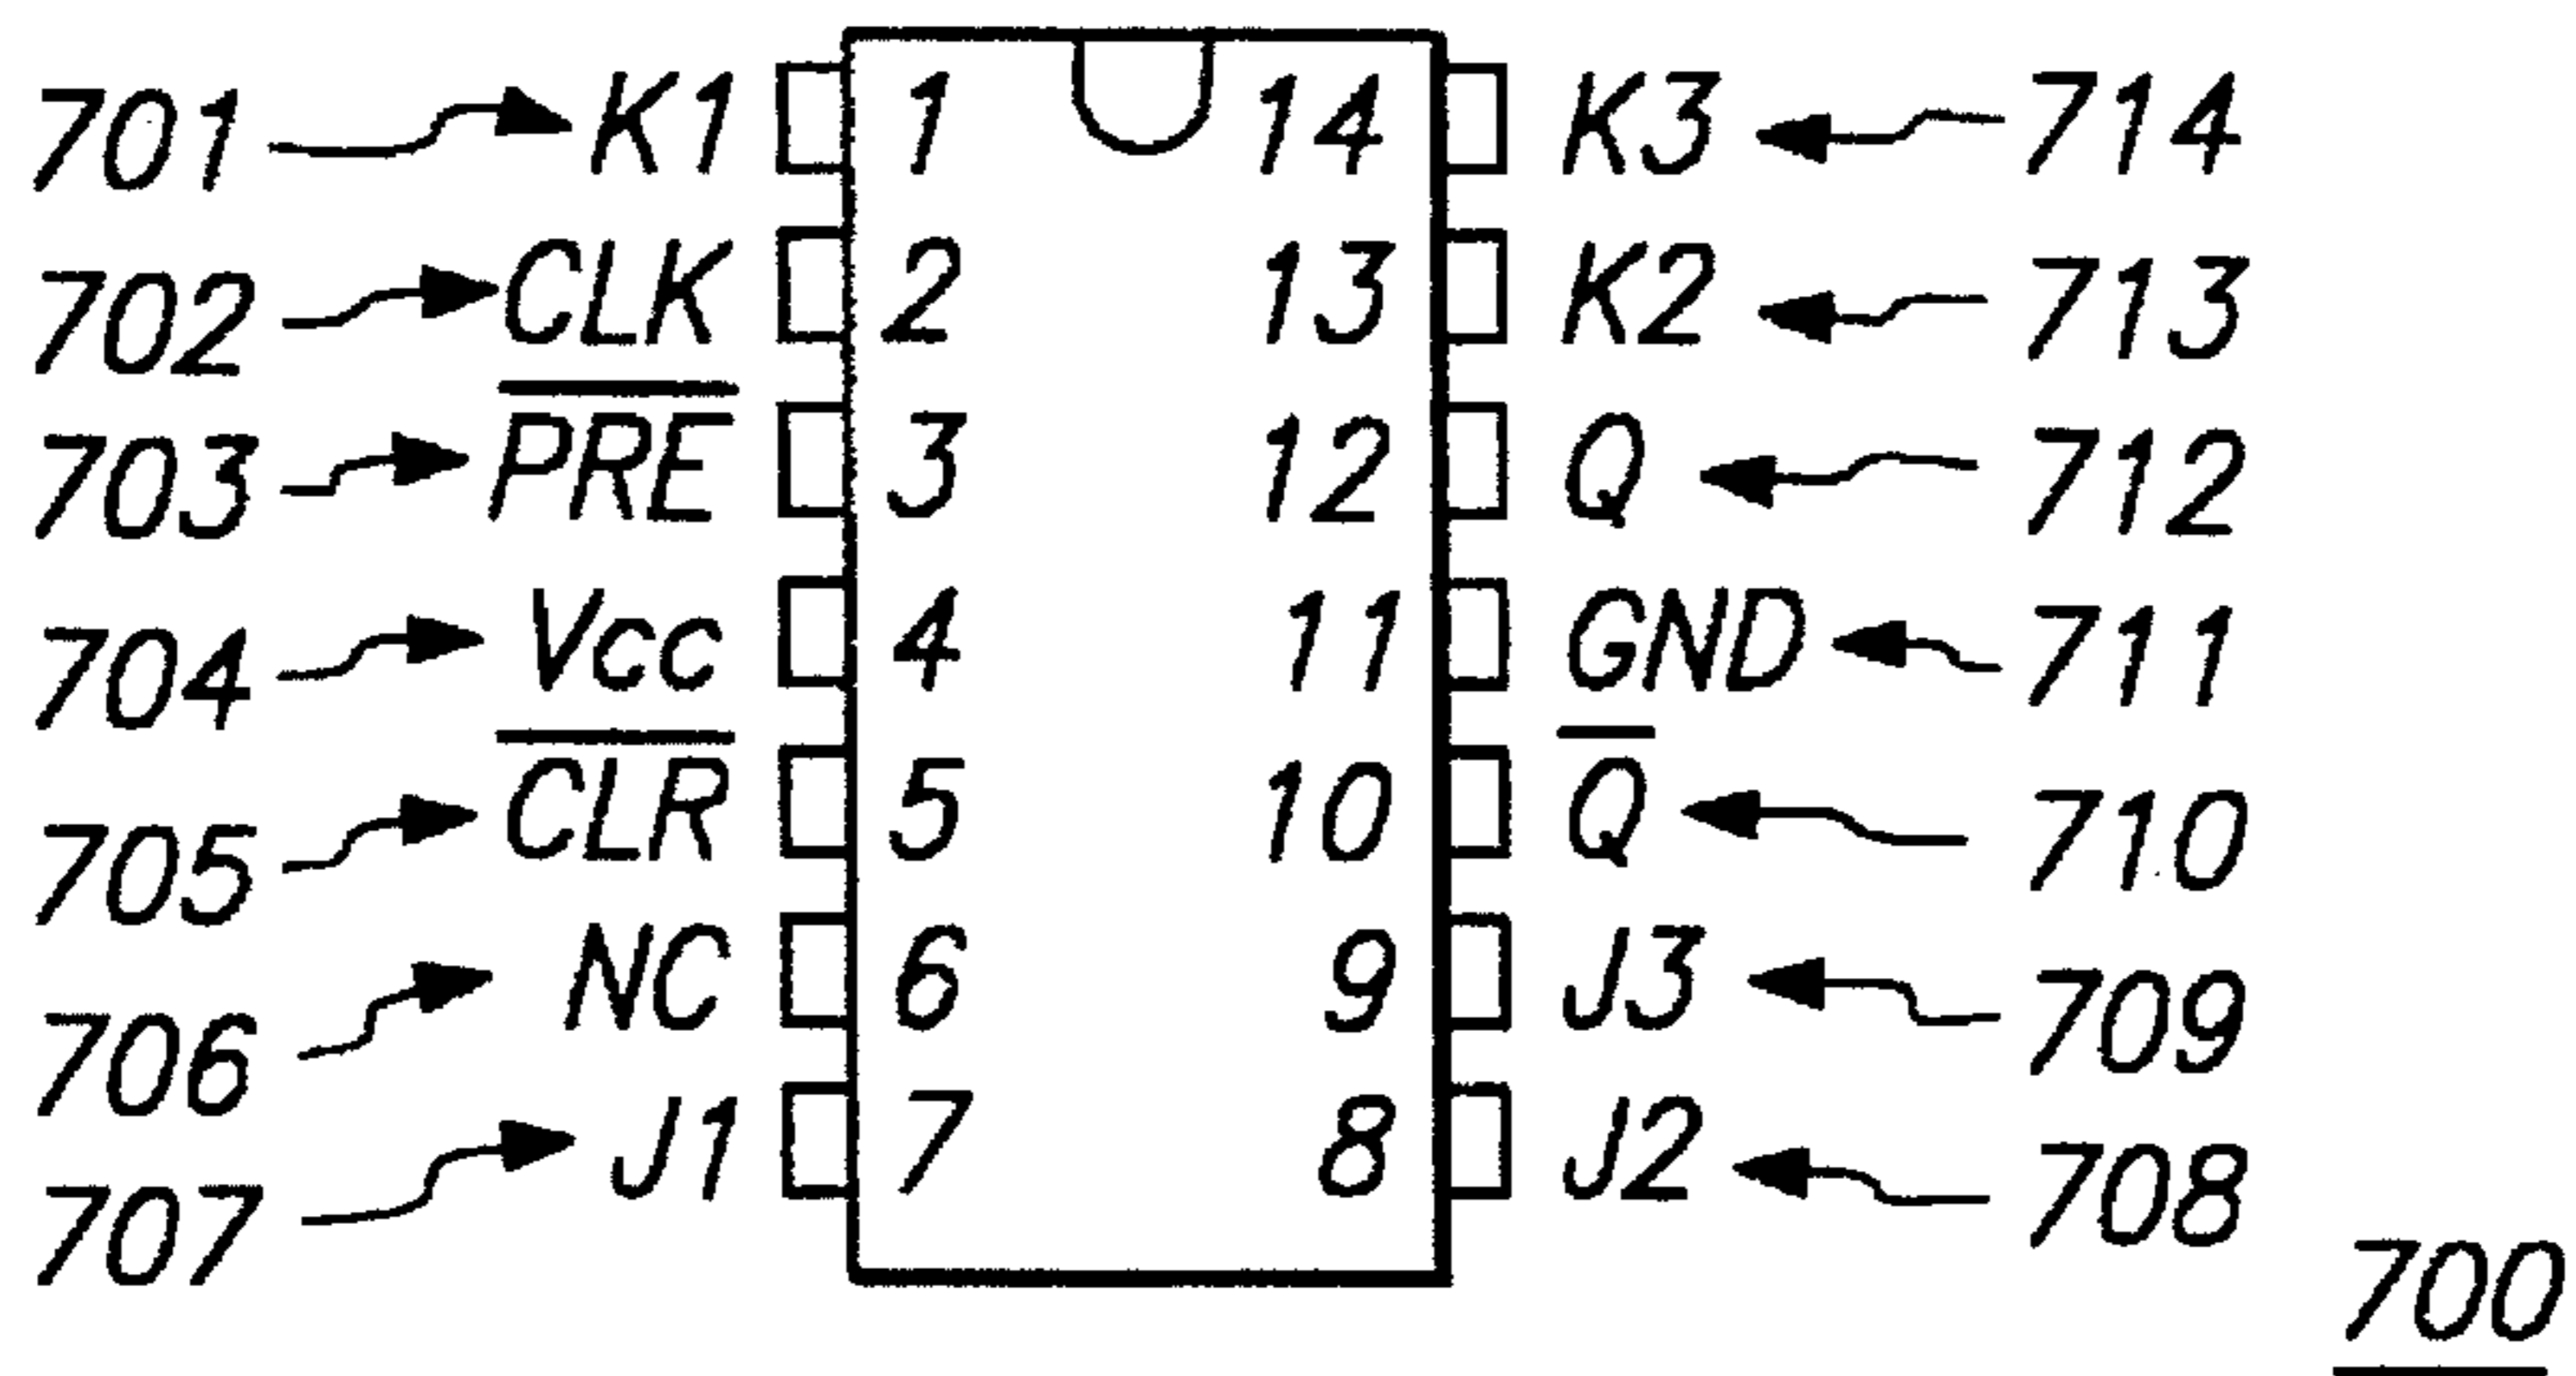 701 K1 1 14 K3 714
702 CLK 2 13 K2 713
703 P̅R̅E̅ 3 12 Q 712
704 Vcc 4 11 GND 711
705 C̅L̅R̅ 5 10 Q̅ 710
706 NC 6 9 J3 709
707 J1 7 8 J2 708
700